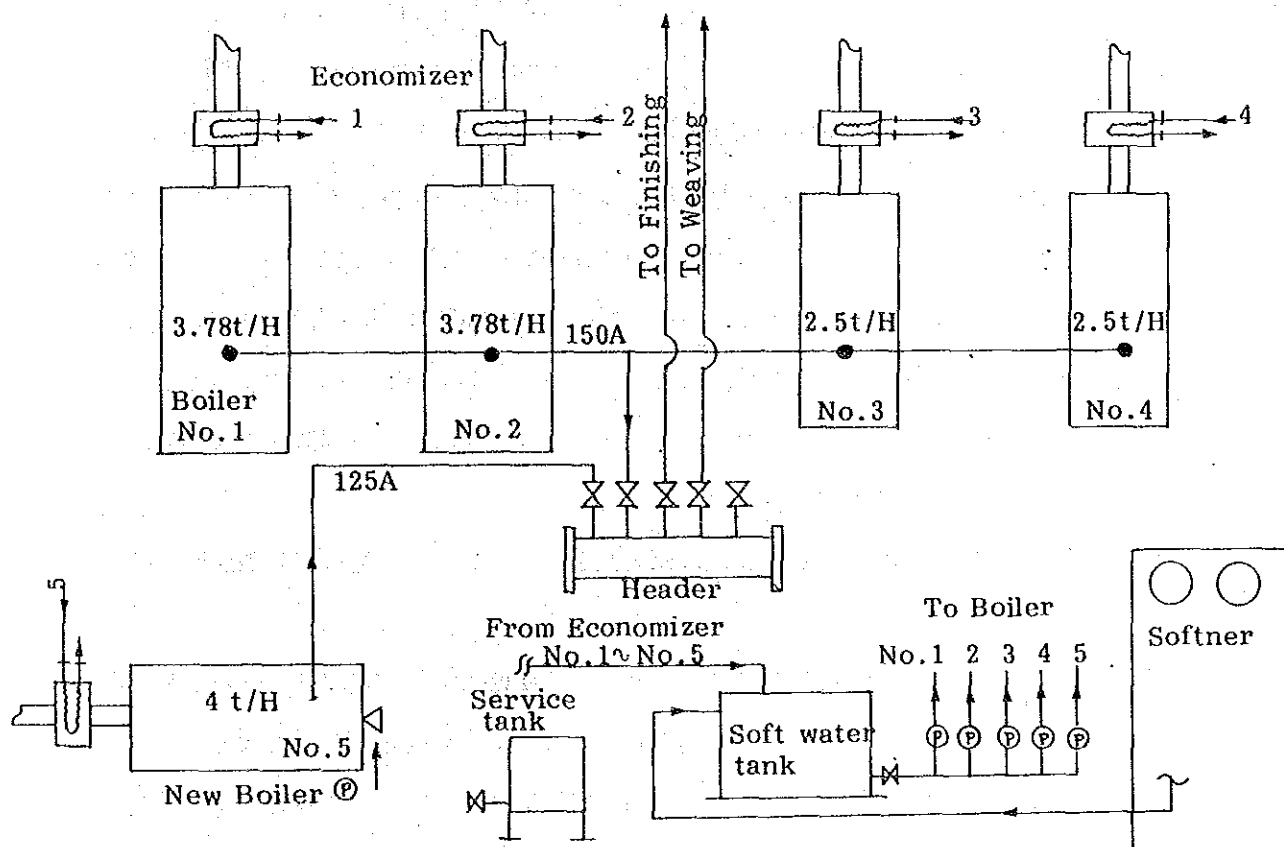 Economizer
1
2
3
4
To Finishing
To Weaving
3.78t/H
3.78t/H
150A
2.5t/H
2.5t/H
Boiler
No.1
No.2
No.3
No.4
125A
Header
5
4 t/H
No.5
New Boiler Ⓟ
From Economizer
No.1~No.5
Service
tank
Soft water
tank
To Boiler
No.1 2 3 4 5
Ⓟ Ⓟ Ⓟ Ⓟ Ⓟ
Softner